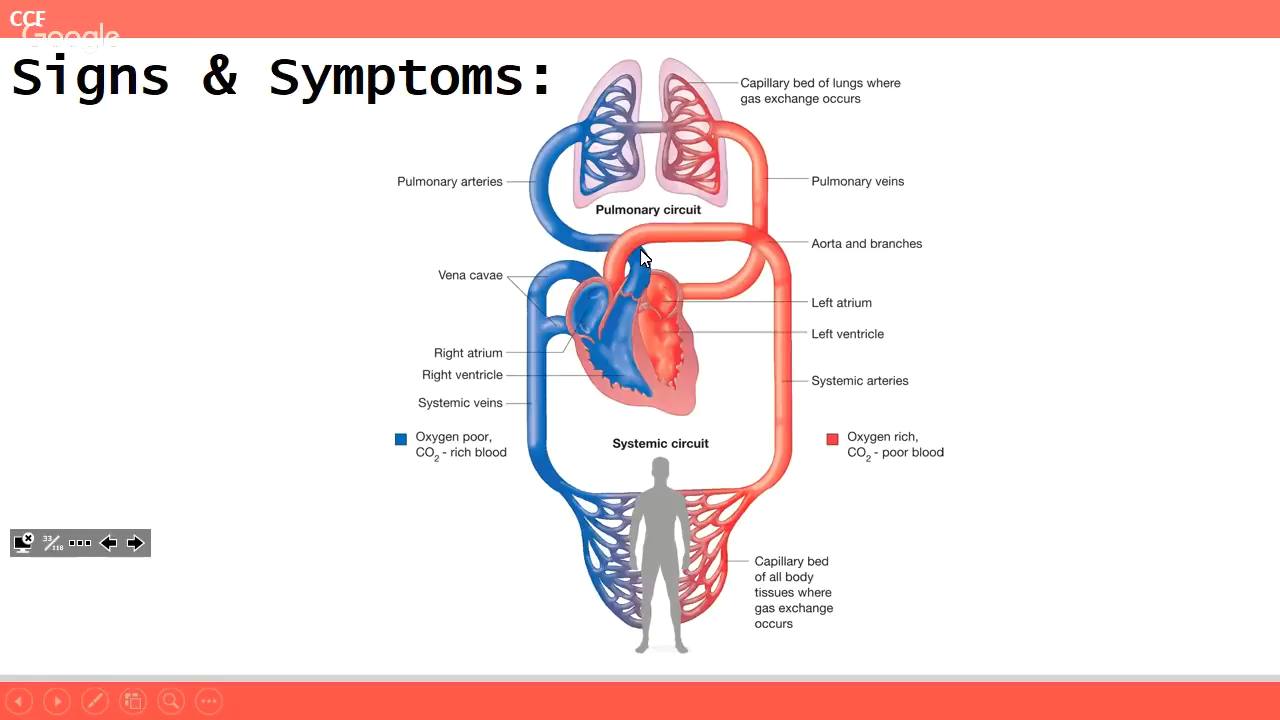 CCF
Google
Signs & Symptoms:
Capillary bed of lungs where
gas exchange occurs
Pulmonary arteries
Pulmonary veins
Pulmonary circuit
Aorta and branches
Vena cavae
Left atrium
Left ventricle
Right atrium
Right ventricle
Systemic arteries
Systemic veins
Oxygen poor,
CO2 - rich blood
Systemic circuit
Oxygen rich,
CO2 - poor blood
33/118
Capillary bed
of all body
tissues where
gas exchange
occurs